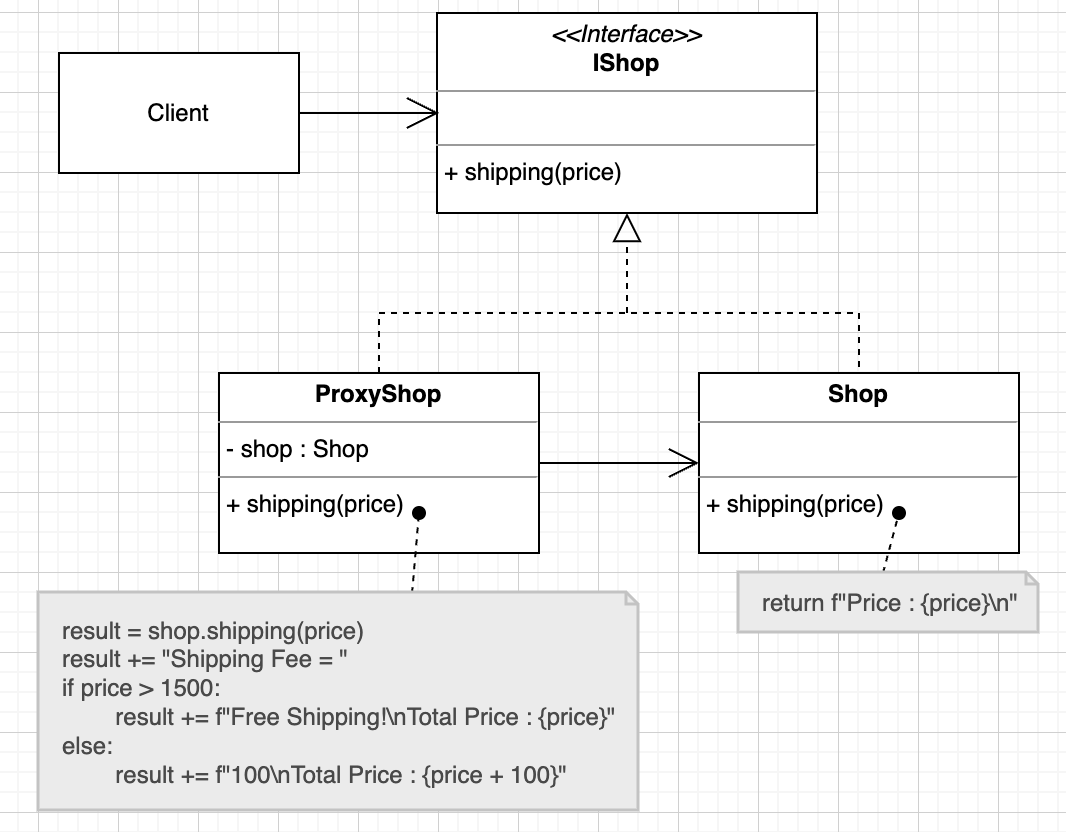 <<Interface>>
IShop
Client
+ shipping(price)
ProxyShop
- shop : Shop
+ shipping(price)
Shop
+ shipping(price)
return f"Price : {price}\n"
result = shop.shipping(price)
result += "Shipping Fee = "
if price > 1500:
result += f"Free Shipping!\nTotal Price : {price}"
else:
result += f"100\nTotal Price : {price + 100}"